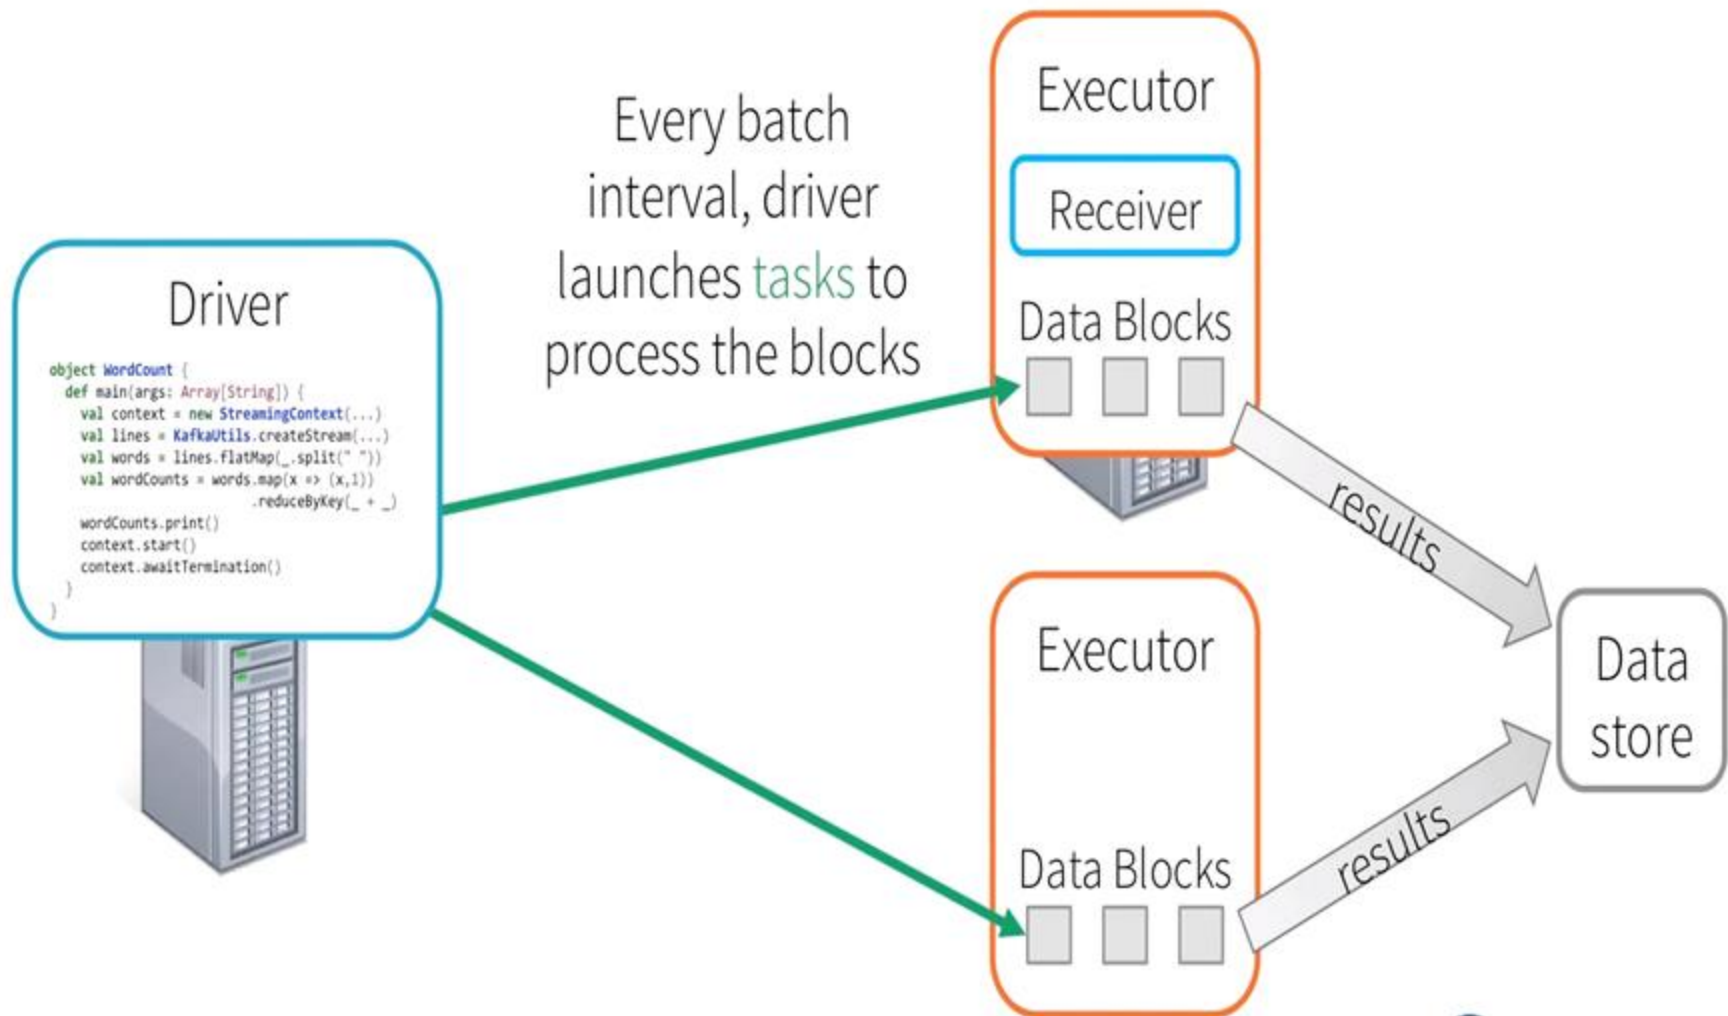 Driver
object WordCount {
def main(args: Array[String]) {
val context = new StreamingContext(...)
val lines = KafkaUtils.createStream(...)
val words = lines.flatMap(_.split(" "))
val wordCounts = words.map(x => (x,1))
.reduceByKey(_ + _)
wordCounts.print()
context.start()
context.awaitTermination()
}
}
Every batch
interval, driver
launches tasks to
process the blocks
Executor
Receiver
Data Blocks
results
Executor
Data Blocks
results
Data
store